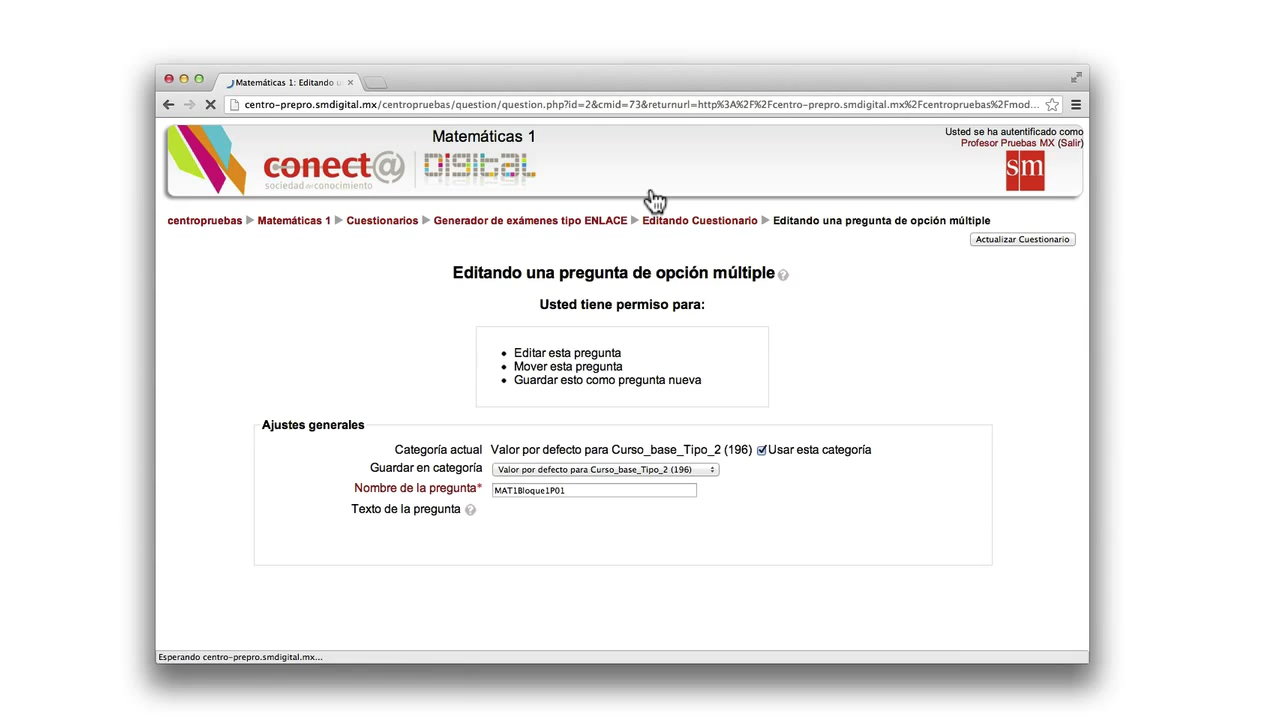 Matemáticas 1: Editando u
centro-prepro.smdigital.mx/centropruebas/question/question.php?id=2&cmid=73&returnurl=http%3A%2F%2Fcentro-prepro.smdigital.mx%2Fcentropruebas%2Fmod...
Matemáticas 1
Usted se ha autentificado como
Profesor Pruebas MX (Salir)
conect@
sociedad del conocimiento
DIGITAL
sm
centropruebas Matemáticas 1 Cuestionarios Generador de exámenes tipo ENLACE Editando Cuestionario Editando una pregunta de opción múltiple
Actualizar Cuestionario
Editando una pregunta de opción múltiple
Usted tiene permiso para:
Editar esta pregunta
Mover esta pregunta
Guardar esto como pregunta nueva
Ajustes generales
Categoría actual Valor por defecto para Curso_base_Tipo_2 (196) Usar esta categoría
Guardar en categoría Valor por defecto para Curso_base_Tipo_2 (196)
Nombre de la pregunta* MAT1Bloque1P01
Texto de la pregunta
Esperando centro-prepro.smdigital.mx...